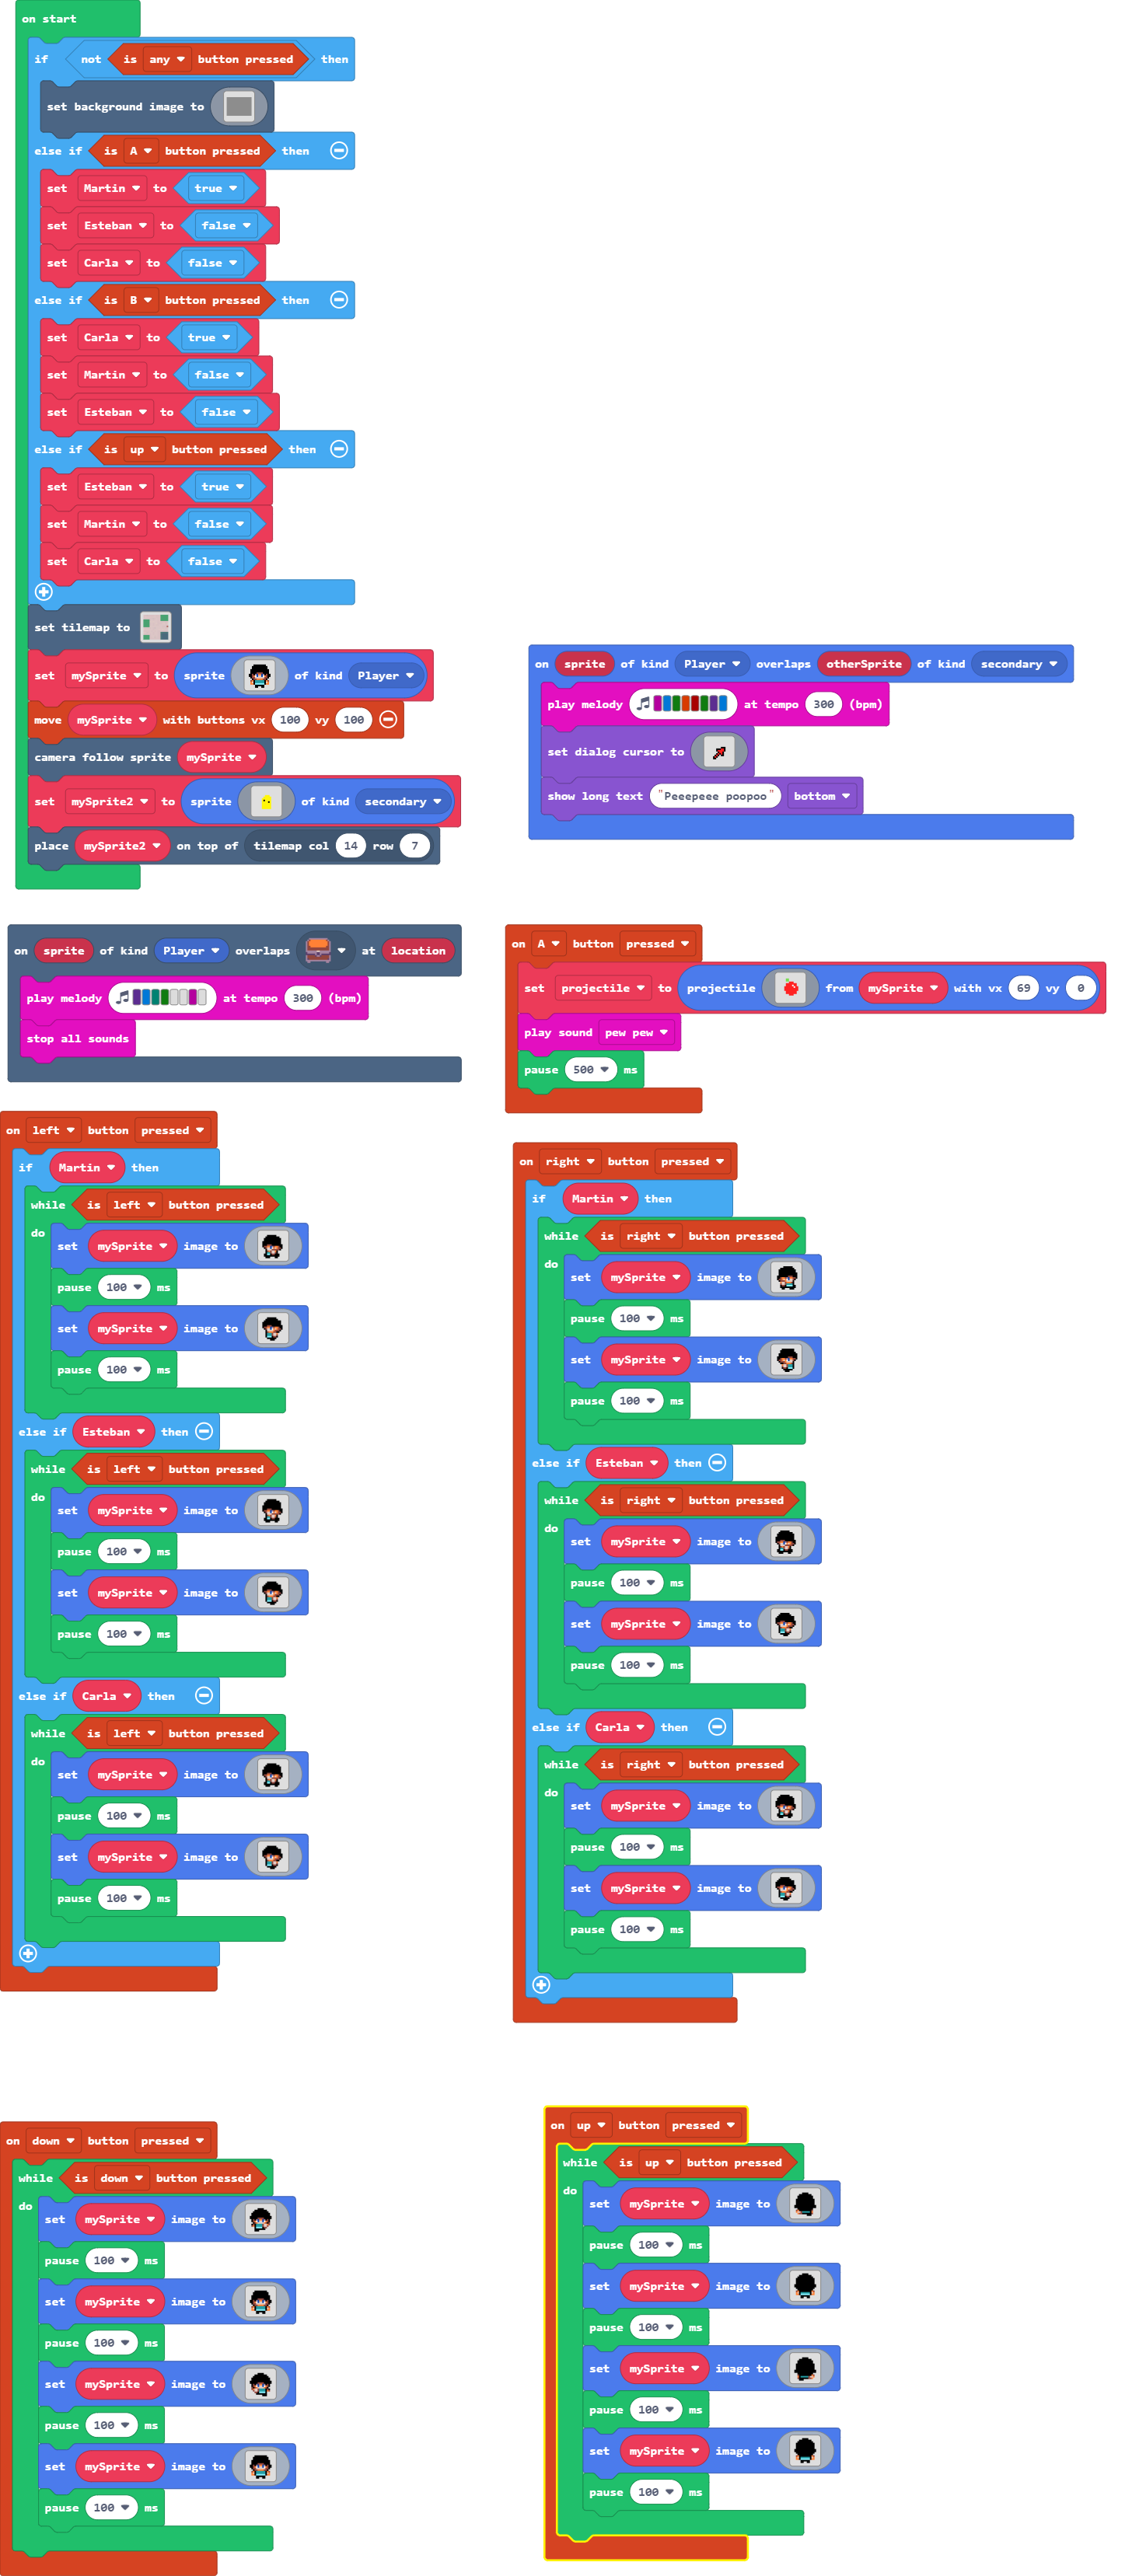 on start
if not is any button pressed then
set background image to
else if is A button pressed then
set Martin to true
set Esteban to false
set Carla to false
else if is B button pressed then
set Carla to true
set Martin to false
set Esteban to false
else if is up button pressed then
set Esteban to true
set Martin to false
set Carla to false
set tilemap to
set mySprite to sprite of kind Player
move mySprite with buttons vx 100 vy 100
camera follow sprite mySprite
set mySprite2 to sprite of kind secondary
place mySprite2 on top of tilemap col 14 row 7
on sprite of kind Player overlaps otherSprite of kind secondary
play melody at tempo 300 (bpm)
set dialog cursor to
show long text "Peeepeee poopoo" bottom
on sprite of kind Player overlaps at location
play melody at tempo 300 (bpm)
stop all sounds
on A button pressed
set projectile to projectile from mySprite with vx 69 vy 0
play sound pew pew
pause 500 ms
on left button pressed
if Martin then
while is left button pressed
do
set mySprite image to
pause 100 ms
set mySprite image to
pause 100 ms
else if Esteban then
while is left button pressed
do
set mySprite image to
pause 100 ms
set mySprite image to
pause 100 ms
else if Carla then
while is left button pressed
do
set mySprite image to
pause 100 ms
set mySprite image to
pause 100 ms
on right button pressed
if Martin then
while is right button pressed
do
set mySprite image to
pause 100 ms
set mySprite image to
pause 100 ms
else if Esteban then
while is right button pressed
do
set mySprite image to
pause 100 ms
set mySprite image to
pause 100 ms
else if Carla then
while is right button pressed
do
set mySprite image to
pause 100 ms
set mySprite image to
pause 100 ms
on down button pressed
while is down button pressed
do
set mySprite image to
pause 100 ms
set mySprite image to
pause 100 ms
set mySprite image to
pause 100 ms
set mySprite image to
pause 100 ms
on up button pressed
while is up button pressed
do
set mySprite image to
pause 100 ms
set mySprite image to
pause 100 ms
set mySprite image to
pause 100 ms
set mySprite image to
pause 100 ms